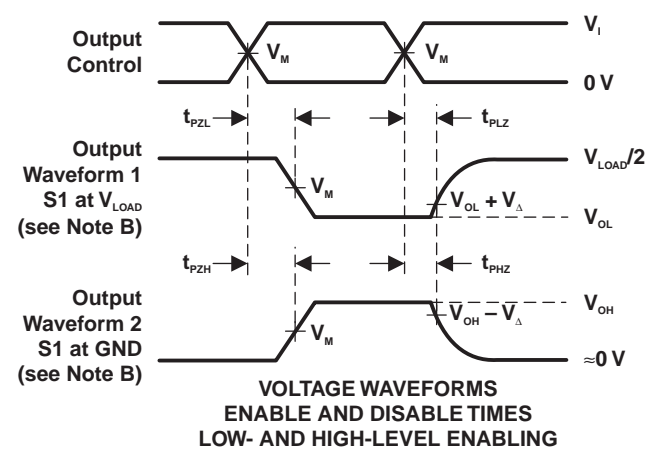 Output
Control
V_M
V_M
V_I
0 V
t_PZL
t_PLZ
Output
Waveform 1
S1 at V_LOAD
(see Note B)
V_M
V_OL + V_Δ
V_LOAD/2
V_OL
t_PZH
t_PHZ
Output
Waveform 2
S1 at GND
(see Note B)
V_M
V_OH − V_Δ
V_OH
≈0 V
VOLTAGE WAVEFORMS
ENABLE AND DISABLE TIMES
LOW- AND HIGH-LEVEL ENABLING